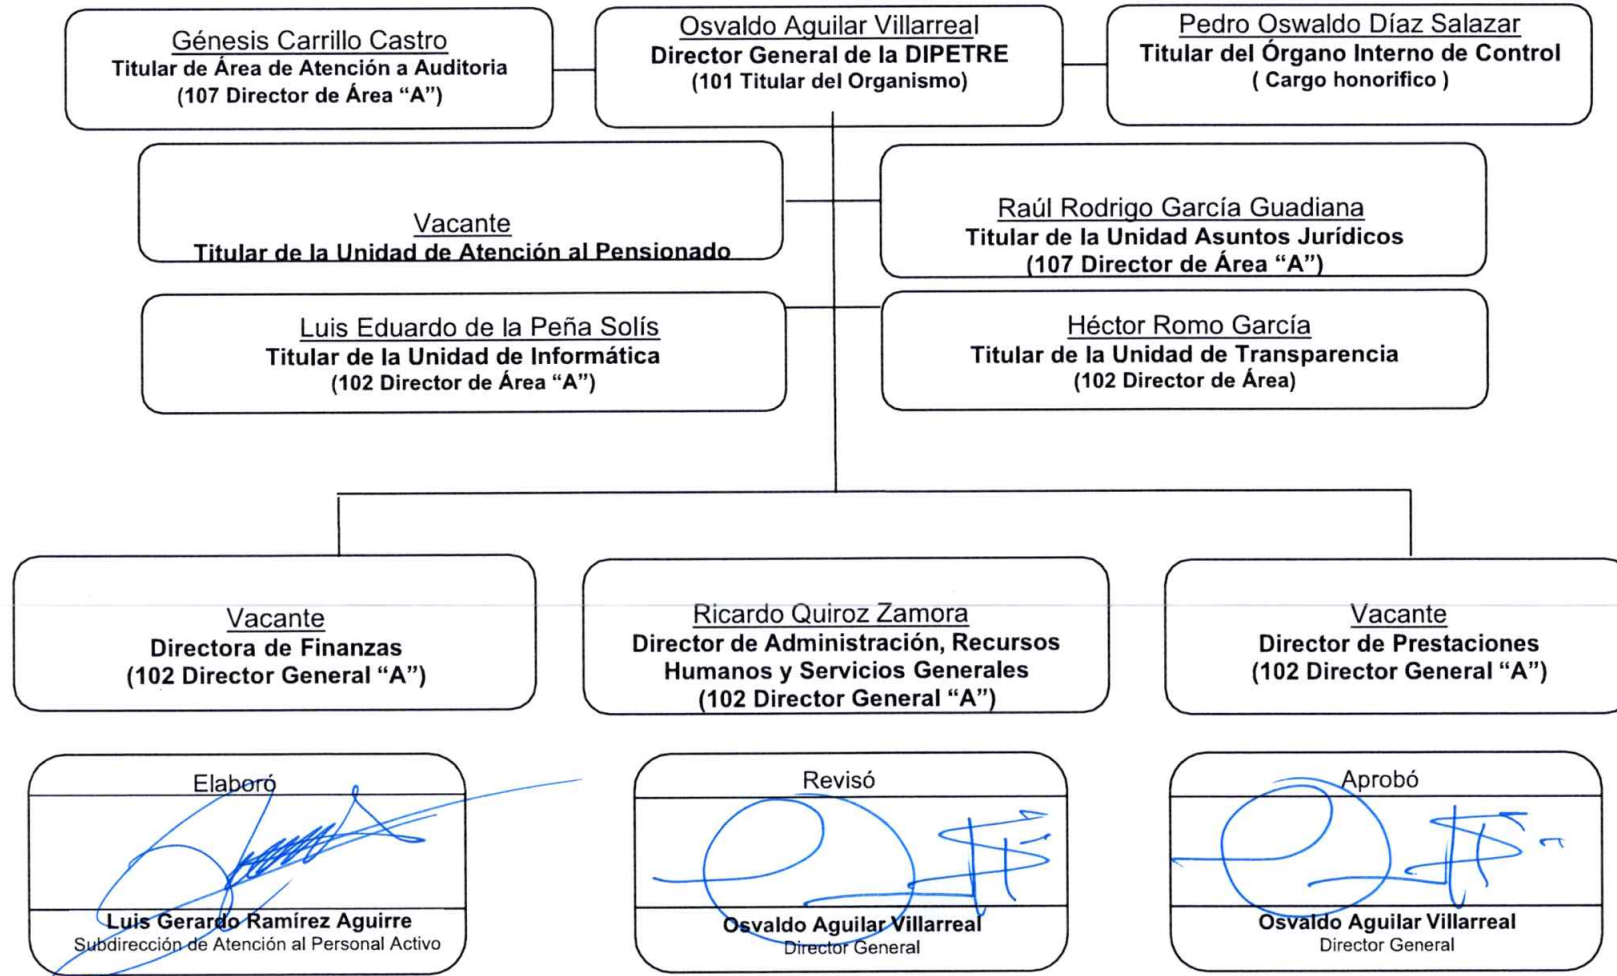 Génesis Carrillo Castro
Titular de Área de Atención a Auditoria
(107 Director de Área “A”)
Osvaldo Aguilar Villarreal
Director General de la DIPETRE
(101 Titular del Organismo)
Pedro Oswaldo Díaz Salazar
Titular del Órgano Interno de Control
( Cargo honorifico )
Vacante
Titular de la Unidad de Atención al Pensionado
Raúl Rodrigo García Guadiana
Titular de la Unidad Asuntos Jurídicos
(107 Director de Área “A”)
Luis Eduardo de la Peña Solís
Titular de la Unidad de Informática
(102 Director de Área “A”)
Héctor Romo García
Titular de la Unidad de Transparencia
(102 Director de Área)
Vacante
Directora de Finanzas
(102 Director General “A”)
Ricardo Quiroz Zamora
Director de Administración, Recursos
Humanos y Servicios Generales
(102 Director General “A”)
Vacante
Director de Prestaciones
(102 Director General “A”)
Elaboró
Luis Gerardo Ramírez Aguirre
Subdirección de Atención al Personal Activo
Revisó
Osvaldo Aguilar Villarreal
Director General
Aprobó
Osvaldo Aguilar Villarreal
Director General